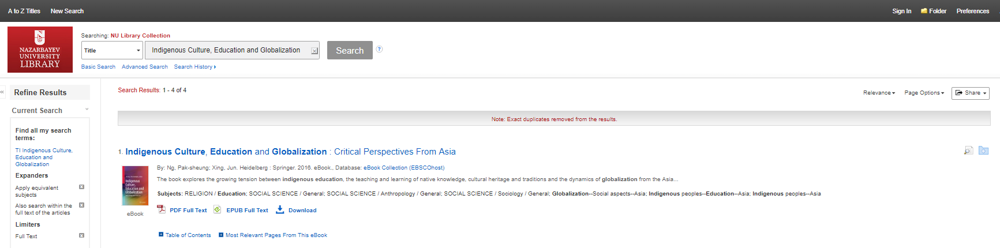 A to Z Titles New Search Sign In Folder Preferences
NAZARBAYEV
UNIVERSITY
LIBRARY
Searching: NU Library Collection
Title Indigenous Culture, Education and Globalization Search
Basic Search Advanced Search Search History
Refine Results
Current Search
Find all my search
terms:
TI Indigenous Culture,
Education and
Globalization
Expanders
Apply equivalent
subjects
Also search within the
full text of the articles
Limiters
Full Text
Search Results: 1 - 4 of 4
Relevance Page Options Share
Note: Exact duplicates removed from the results.
1. Indigenous Culture, Education and Globalization : Critical Perspectives From Asia
Indigenous
Culture,
Education and
Globalization
eBook
By: Ng, Pak-sheung; Xing, Jun. Heidelberg : Springer. 2016. eBook., Database: eBook Collection (EBSCOhost)
The book explores the growing tension between indigenous education, the teaching and learning of native knowledge, cultural heritage and traditions and the dynamics of globalization from the Asia...
Subjects: RELIGION / Education; SOCIAL SCIENCE / General; SOCIAL SCIENCE / Anthropology / General; SOCIAL SCIENCE / Sociology / General; Globalization--Social aspects--Asia; Indigenous peoples--Education--Asia; Indigenous peoples--Asia
PDF Full Text EPUB Full Text Download
Table of Contents Most Relevant Pages From This eBook